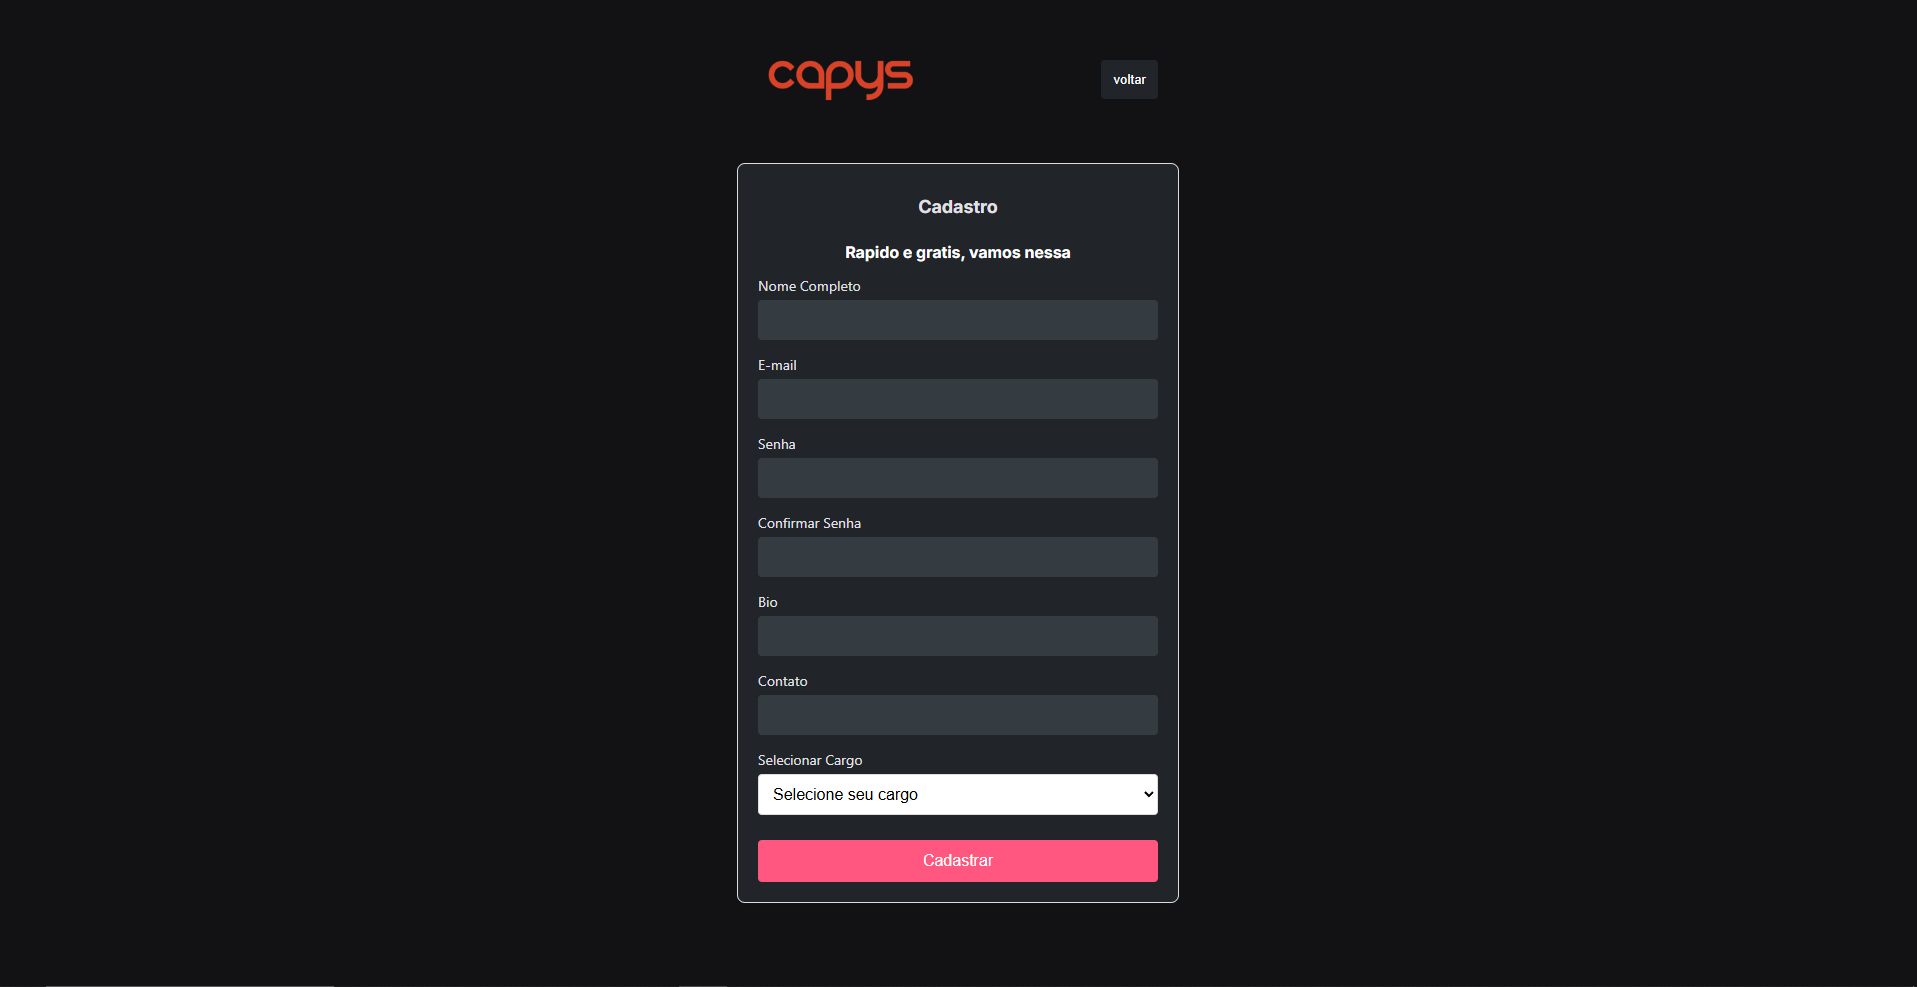 capys
voltar
Cadastro
Rapido e gratis, vamos nessa
Nome Completo
E-mail
Senha
Confirmar Senha
Bio
Contato
Selecionar Cargo
Selecione seu cargo
Cadastrar